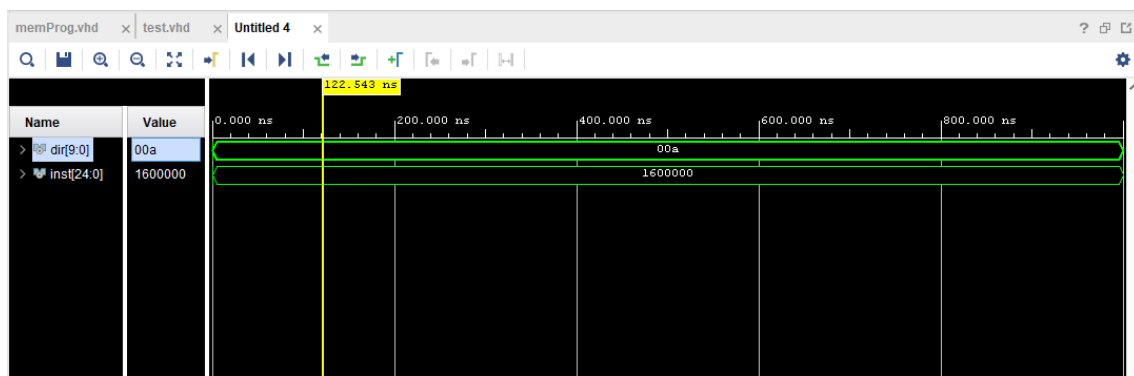 memProg.vhd × test.vhd × Untitled 4 × ?
122.543 ns
Name Value 0.000 ns 200.000 ns 400.000 ns 600.000 ns 800.000 ns
> dir[9:0] 00a 00a
> inst[24:0] 1600000 1600000